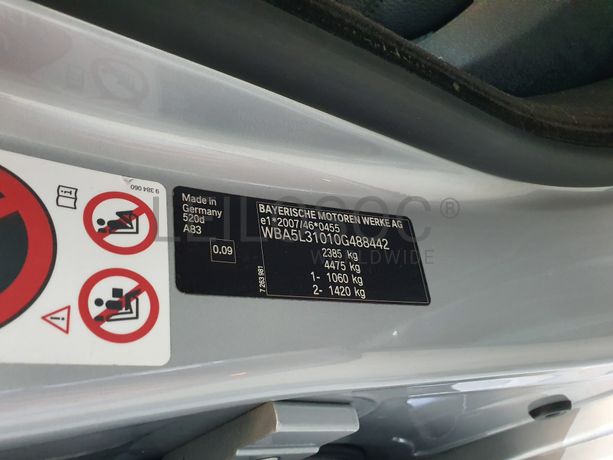 9 384 060
Made in
Germany
520d
A83
0.09
BAYERISCHE MOTOREN WERKE AG
e1*2007/46*0455
WBA5L31010G488442
2385 kg
4475 kg
1- 1060 kg
2- 1420 kg
7 263 981
LEILOSOC®
WORLDWIDE